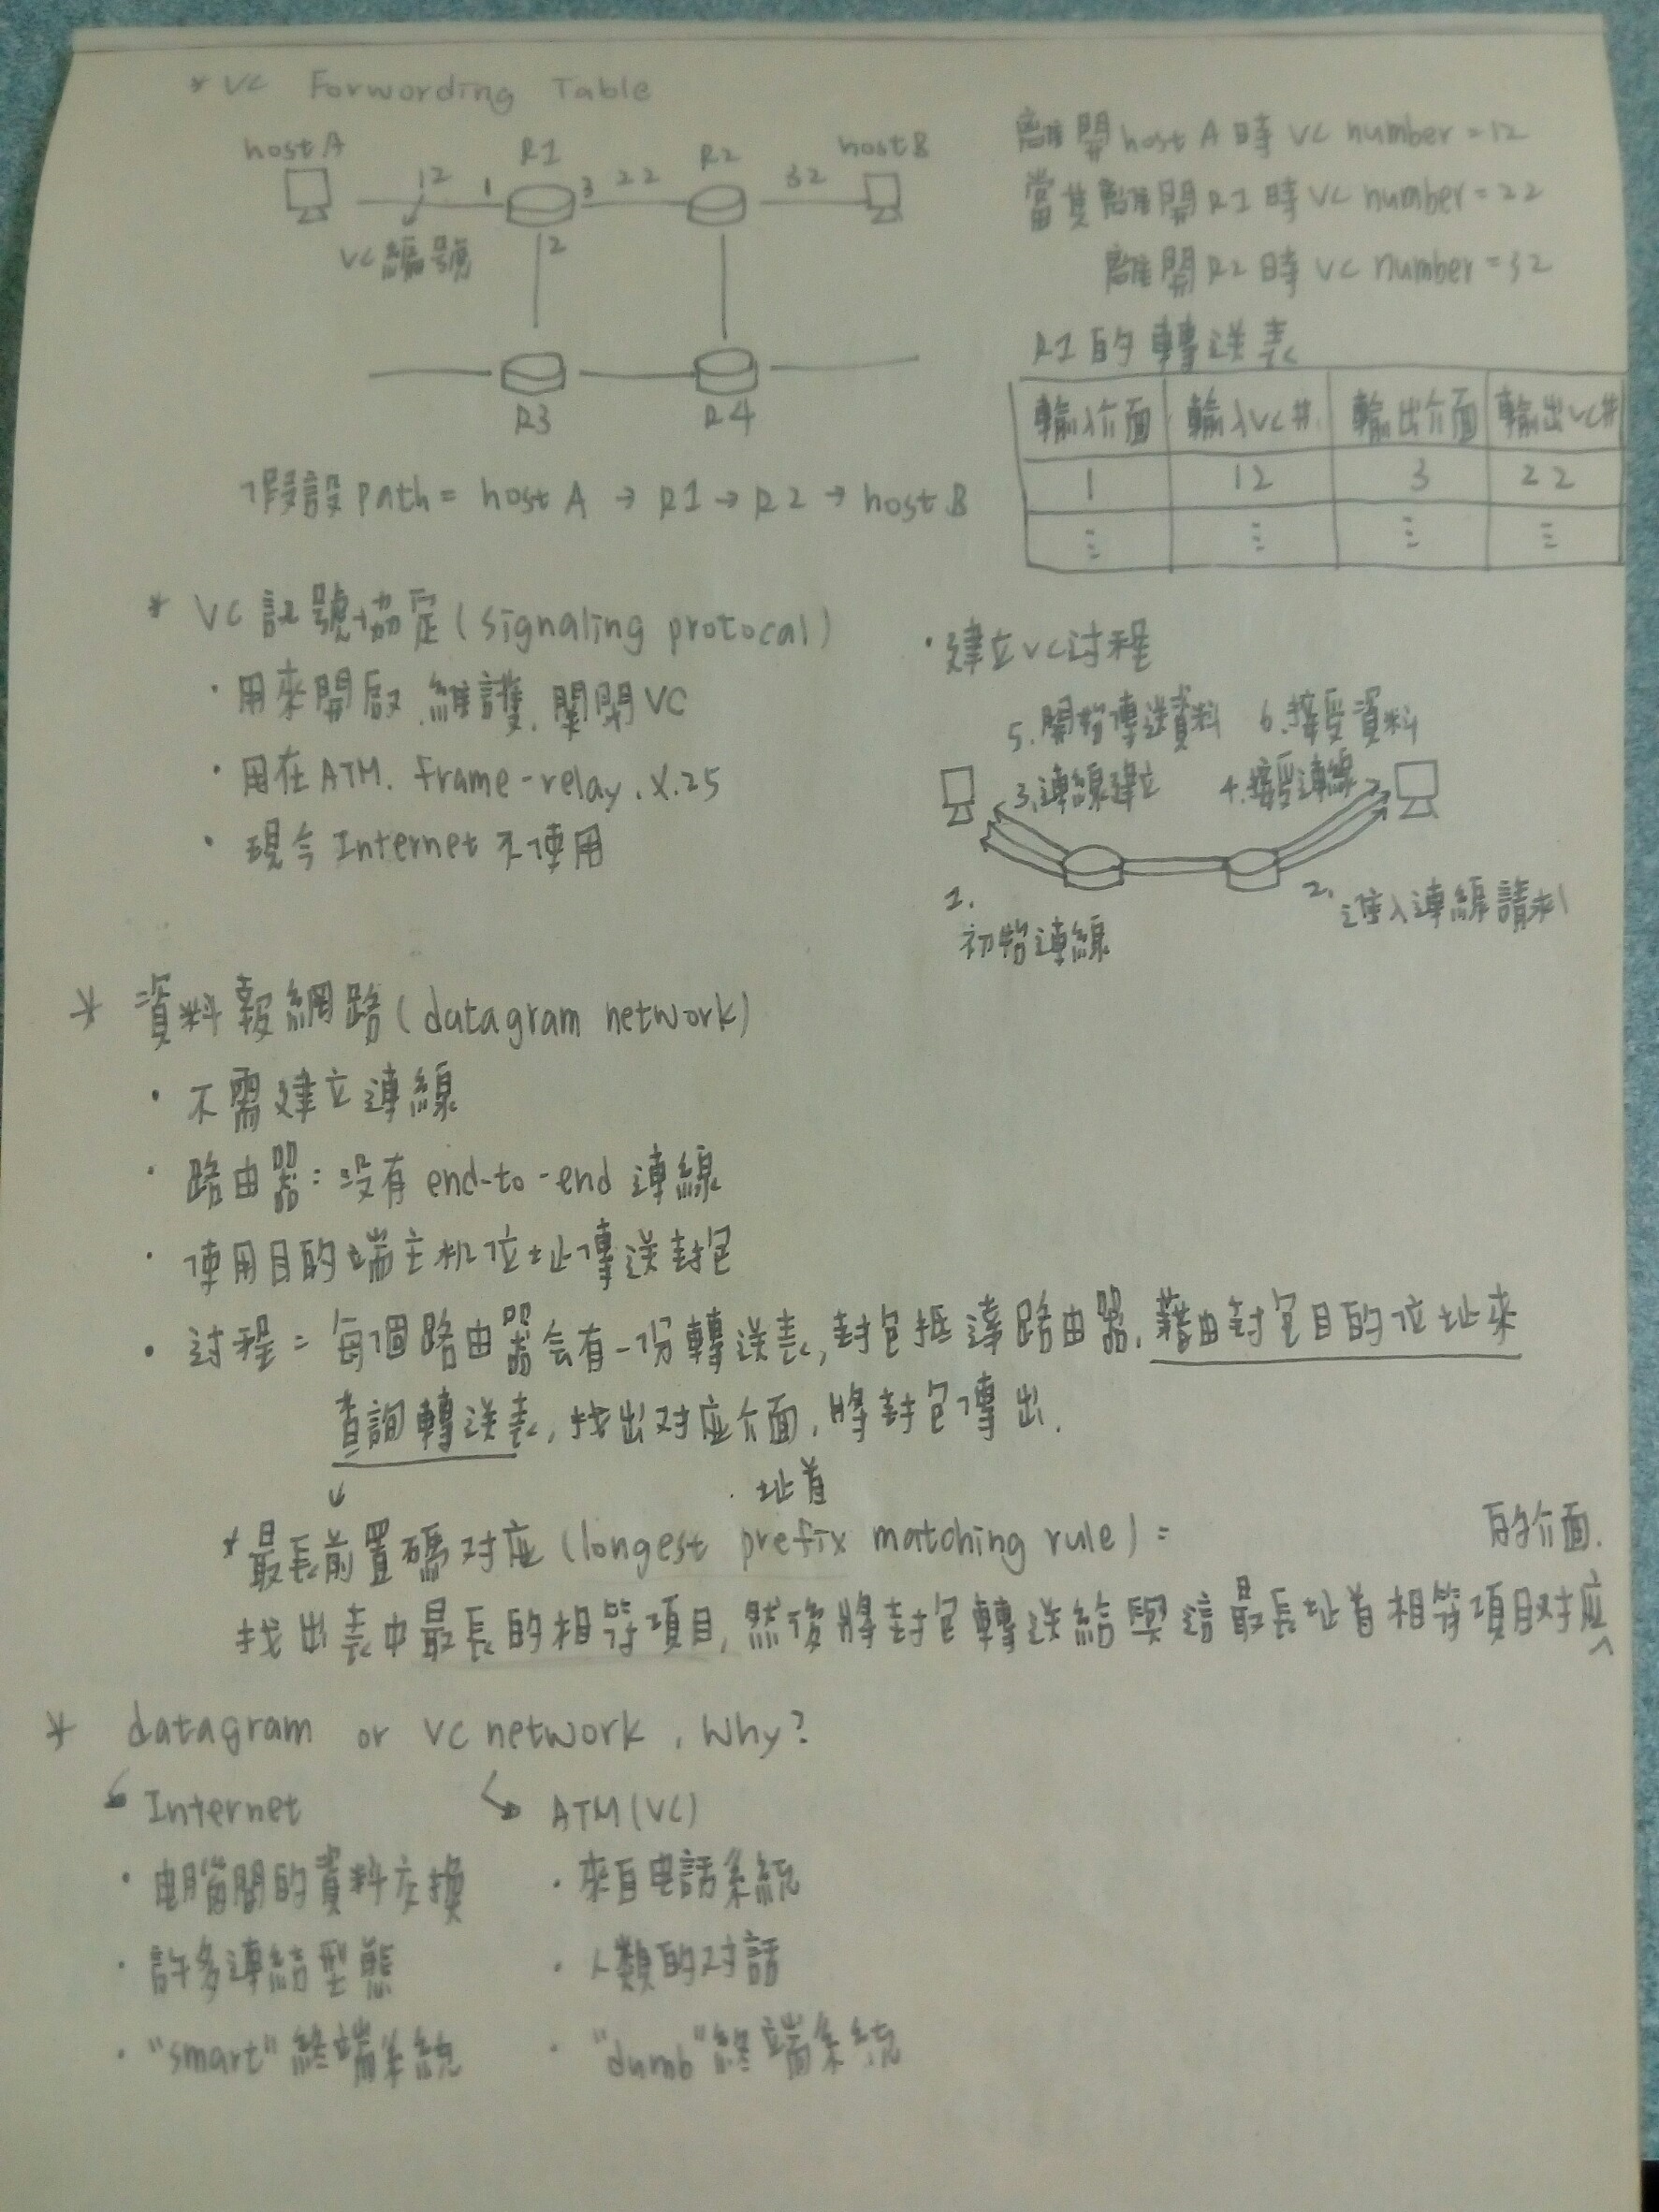 * VC Forwording Table
host A
R1
R2
host B
12
1
3
22
32
VC編號
2
R3
R4
假設 path = host A → R1 → R2 → host B
離開 host A 時 VC number = 12
當其離開 R1 時 VC number = 22
離開 R2 時 VC number = 32
R1 的 轉送表
輸入介面 輸入VC# 輸出介面 輸出VC#
1 12 3 22
⋮ ⋮ ⋮ ⋮
* VC 記號协定 (signaling protocal)
· 用來開啟、維護、關閉 VC
· 用在 ATM. frame-relay. X.25
· 現今 Internet 不使用
· 建立 VC 过程
5. 開始傳送資料 6. 接受資料
3. 連線建立 4. 接受連線
1.
初始連線
2. 进入連線請求
* 資料報網路 (datagram network)
· 不需建立連線
· 路由器 : 没有 end-to-end 連線
· 使用目的端主机位址傳送封包
· 过程 = 每個路由器会有一份轉送表, 封包抵達路由器. 藉由封包目的位址來
查詢轉送表, 找出对应介面, 將封包傳出.
址首
* 最長前置碼对应 (longest prefix matching rule) =
的介面.
找出表中最長的相等項目, 然後將封包轉送給與這最長址首相等項目对应^
* datagram or VC network. Why?
Internet
ATM (VC)
· 电腦間的資料交換
· 來自电話系統
· 許多連結型態
· 人類的对話
· "smart" 終端系統
· "dumb" 終端系統